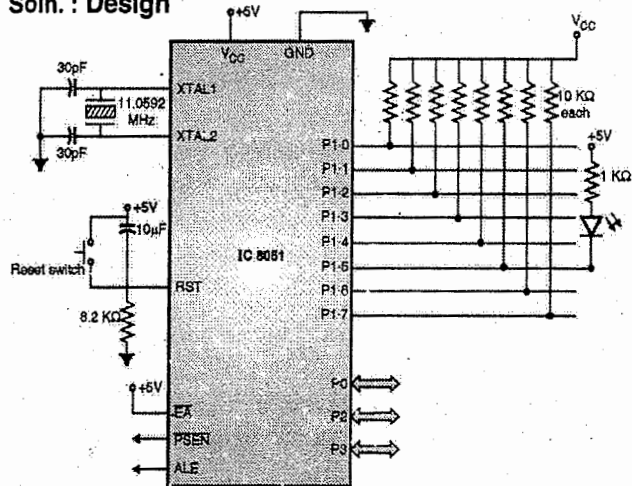 Soln. : Design
+5V
VCC
GND
VCC
30pF
XTAL1
11.0592
MHz
XTAL2
30pF
10 KΩ
each
+5V
1 KΩ
P1·0
P1·1
P1·2
P1·3
P1·4
P1·5
P1·6
P1·7
+5V
10μF
Reset switch
RST
8.2 KΩ
IC 8051
+5V
EA
PSEN
ALE
P0
P2
P3